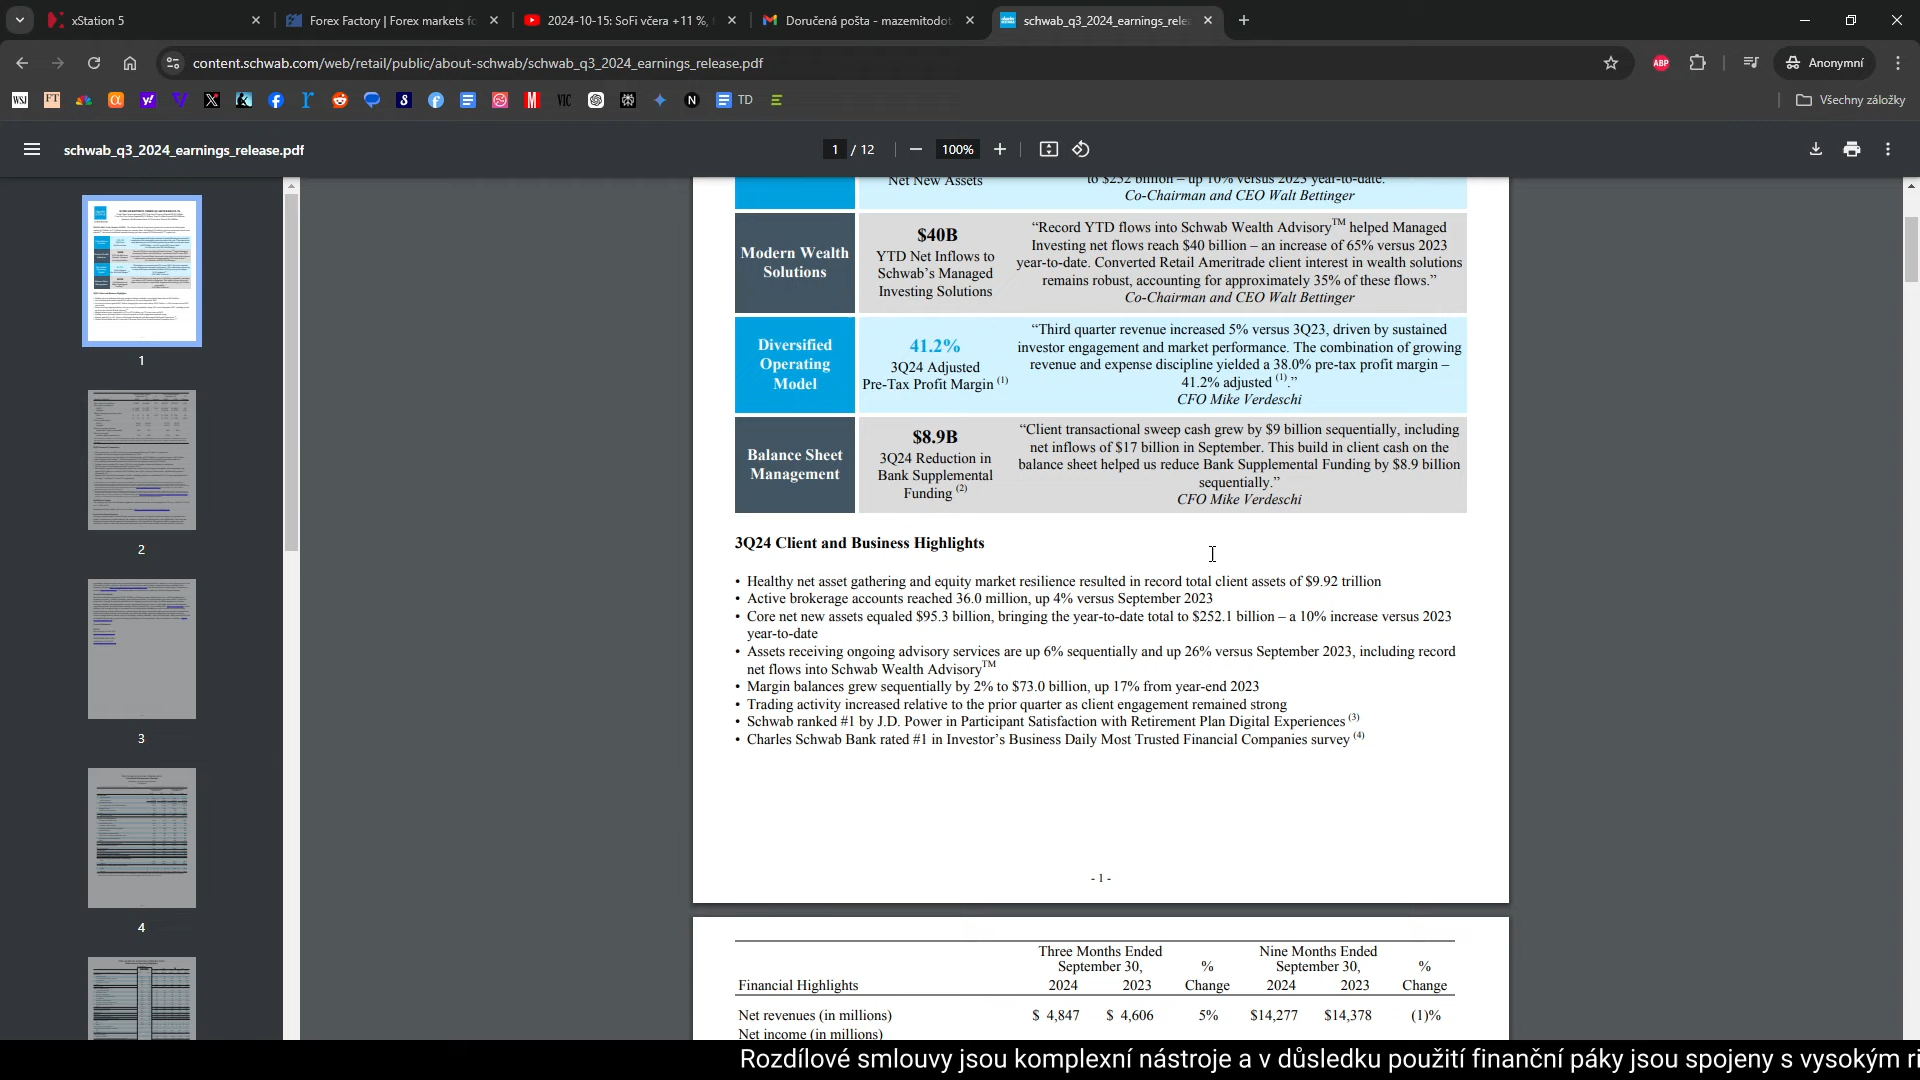 xStation 5
Forex Factory | Forex markets fo
2024-10-15: SoFi včera +11 %,
Doručená pošta - mazemitodot
schwab_q3_2024_earnings_relea
content.schwab.com/web/retail/public/about-schwab/schwab_q3_2024_earnings_release.pdf
ABP
Anonymní
WSJ
FT
VIC
TD
Všechny záložky
schwab_q3_2024_earnings_release.pdf
1 / 12
100%
1
2
3
4
Net New Assets
to $252 billion – up 10% versus 2023 year-to-date.
Co-Chairman and CEO Walt Bettinger
Modern Wealth
Solutions
$40B
YTD Net Inflows to
Schwab's Managed
Investing Solutions
“Record YTD flows into Schwab Wealth Advisory™ helped Managed
Investing net flows reach $40 billion – an increase of 65% versus 2023
year-to-date. Converted Retail Ameritrade client interest in wealth solutions
remains robust, accounting for approximately 35% of these flows.”
Co-Chairman and CEO Walt Bettinger
Diversified
Operating
Model
41.2%
3Q24 Adjusted
Pre-Tax Profit Margin (1)
“Third quarter revenue increased 5% versus 3Q23, driven by sustained
investor engagement and market performance. The combination of growing
revenue and expense discipline yielded a 38.0% pre-tax profit margin –
41.2% adjusted (1).”
CFO Mike Verdeschi
Balance Sheet
Management
$8.9B
3Q24 Reduction in
Bank Supplemental
Funding (2)
“Client transactional sweep cash grew by $9 billion sequentially, including
net inflows of $17 billion in September. This build in client cash on the
balance sheet helped us reduce Bank Supplemental Funding by $8.9 billion
sequentially.”
CFO Mike Verdeschi
3Q24 Client and Business Highlights
• Healthy net asset gathering and equity market resilience resulted in record total client assets of $9.92 trillion
• Active brokerage accounts reached 36.0 million, up 4% versus September 2023
• Core net new assets equaled $95.3 billion, bringing the year-to-date total to $252.1 billion – a 10% increase versus 2023
year-to-date
• Assets receiving ongoing advisory services are up 6% sequentially and up 26% versus September 2023, including record
net flows into Schwab Wealth Advisory™
• Margin balances grew sequentially by 2% to $73.0 billion, up 17% from year-end 2023
• Trading activity increased relative to the prior quarter as client engagement remained strong
• Schwab ranked #1 by J.D. Power in Participant Satisfaction with Retirement Plan Digital Experiences (3)
• Charles Schwab Bank rated #1 in Investor’s Business Daily Most Trusted Financial Companies survey (4)
- 1 -
Three Months Ended
September 30,
%
Nine Months Ended
September 30,
%
Financial Highlights 2024 2023 Change 2024 2023 Change
Net revenues (in millions) $ 4,847 $ 4,606 5% $14,277 $14,378 (1)%
Net income (in millions)
Rozdílové smlouvy jsou komplexní nástroje a v důsledku použití finanční páky jsou spojeny s vysokým ri